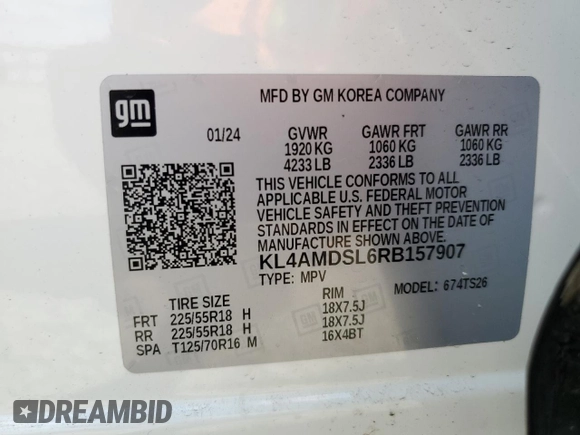 gm
MFD BY GM KOREA COMPANY
01/24 GVWR GAWR FRT GAWR RR
1920 KG 1060 KG 1060 KG
4233 LB 2336 LB 2336 LB
THIS VEHICLE CONFORMS TO ALL
APPLICABLE U.S. FEDERAL MOTOR
VEHICLE SAFETY AND THEFT PREVENTION
STANDARDS IN EFFECT ON THE DATE OF
MANUFACTURE SHOWN ABOVE.
KL4AMDSL6RB157907
TYPE: MPV MODEL: 674TS26
TIRE SIZE RIM
FRT 225/55R18 H 18X7.5J
RR 225/55R18 H 18X7.5J
SPA T125/70R16 M 16X4BT
DREAMBID